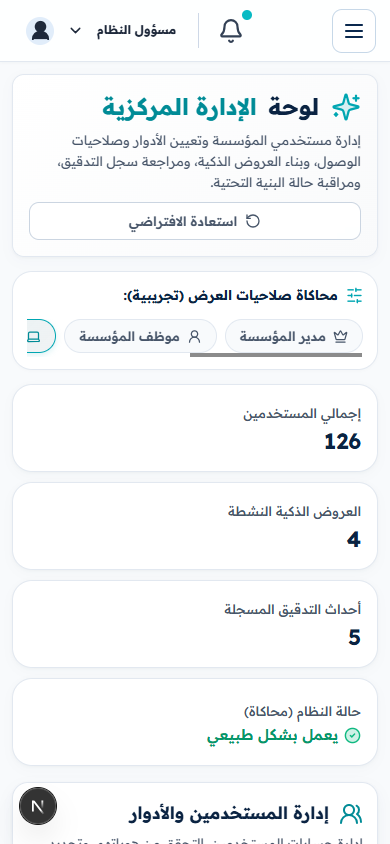 مسؤول النظام
لوحة الإدارة المركزية
إدارة مستخدمي المؤسسة وتعيين الأدوار وصلاحيات
الوصول، وبناء العروض الذكية، ومراجعة سجل التدقيق،
ومراقبة حالة البنية التحتية.
استعادة الافتراضي
محاكاة صلاحيات العرض (تجريبية):
مدير المؤسسة
موظف المؤسسة
إجمالي المستخدمين
126
العروض الذكية النشطة
4
أحداث التدقيق المسجلة
5
حالة النظام (محاكاة)
يعمل بشكل طبيعي
إدارة المستخدمين والأدوار
N